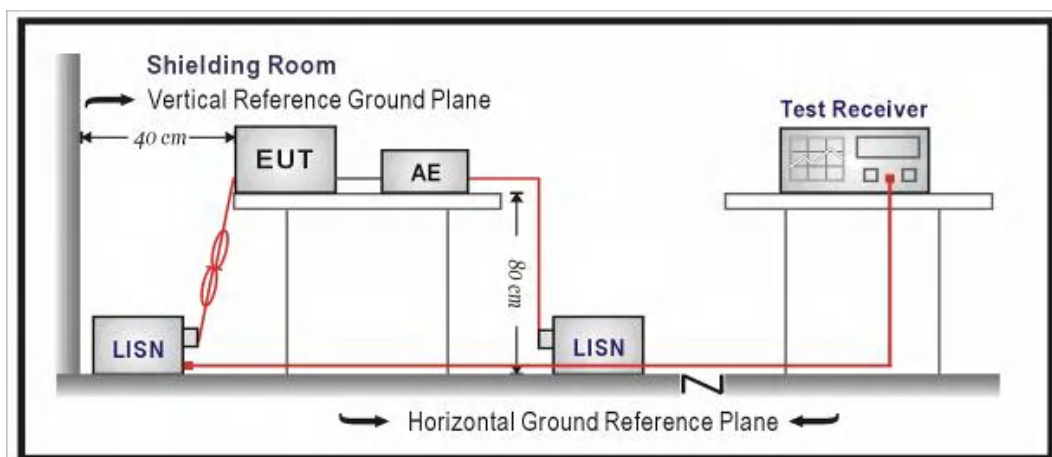 Shielding Room
Vertical Reference Ground Plane
40 cm
Test Receiver
EUT
AE
80 cm
LISN
LISN
Horizontal Ground Reference Plane